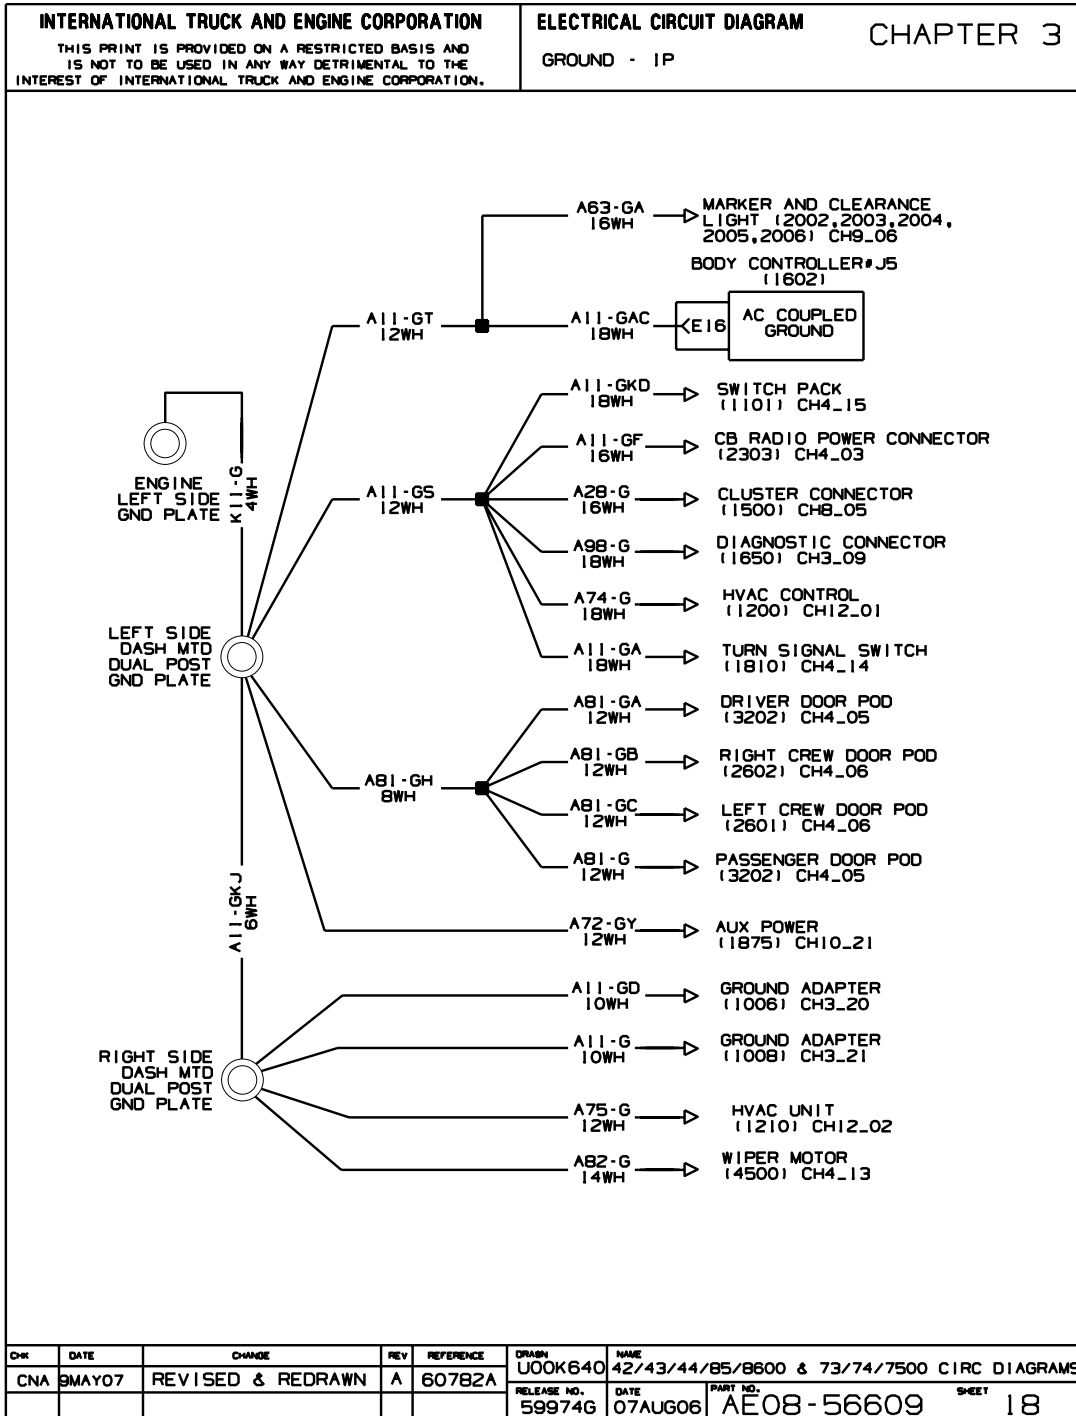 INTERNATIONAL TRUCK AND ENGINE CORPORATION
THIS PRINT IS PROVIDED ON A RESTRICTED BASIS AND
IS NOT TO BE USED IN ANY WAY DETRIMENTAL TO THE
INTEREST OF INTERNATIONAL TRUCK AND ENGINE CORPORATION.
ELECTRICAL CIRCUIT DIAGRAM
GROUND - IP
CHAPTER 3
A63-GA
16WH
MARKER AND CLEARANCE
LIGHT (2002,2003,2004,
2005,2006) CH9_06
BODY CONTROLLER#J5
(1602)
A11-GT
12WH
A11-GAC
18WH
E16
AC COUPLED
GROUND
A11-GKD
18WH
SWITCH PACK
(1101) CH4_15
A11-GF
16WH
CB RADIO POWER CONNECTOR
(2303) CH4_03
ENGINE
LEFT SIDE
GND PLATE
K11-G
4WH
A11-GS
12WH
A28-G
16WH
CLUSTER CONNECTOR
(1500) CH8_05
A98-G
18WH
DIAGNOSTIC CONNECTOR
(1650) CH3_09
A74-G
18WH
HVAC CONTROL
(1200) CH12_01
LEFT SIDE
DASH MTD
DUAL POST
GND PLATE
A11-GA
18WH
TURN SIGNAL SWITCH
(1810) CH4_14
A81-GA
12WH
DRIVER DOOR POD
(3202) CH4_05
A81-GB
12WH
RIGHT CREW DOOR POD
(2602) CH4_06
A81-GH
8WH
A81-GC
12WH
LEFT CREW DOOR POD
(2601) CH4_06
A81-G
12WH
PASSENGER DOOR POD
(3202) CH4_05
A11-GKJ
6WH
A72-GY
12WH
AUX POWER
(1875) CH10_21
A11-GD
10WH
GROUND ADAPTER
(1006) CH3_20
A11-G
10WH
GROUND ADAPTER
(1008) CH3_21
RIGHT SIDE
DASH MTD
DUAL POST
GND PLATE
A75-G
12WH
HVAC UNIT
(1210) CH12_02
A82-G
14WH
WIPER MOTOR
(4500) CH4_13
CHK DATE CHANGE REV REFERENCE
CNA 9MAY07 REVISED & REDRAWN A 60782A
DRAWN
U00K640
NAME
42/43/44/85/8600 & 73/74/7500 CIRC DIAGRAMS
RELEASE NO.
59974G
DATE
07AUG06
PART NO.
AE08-56609
SHEET
18